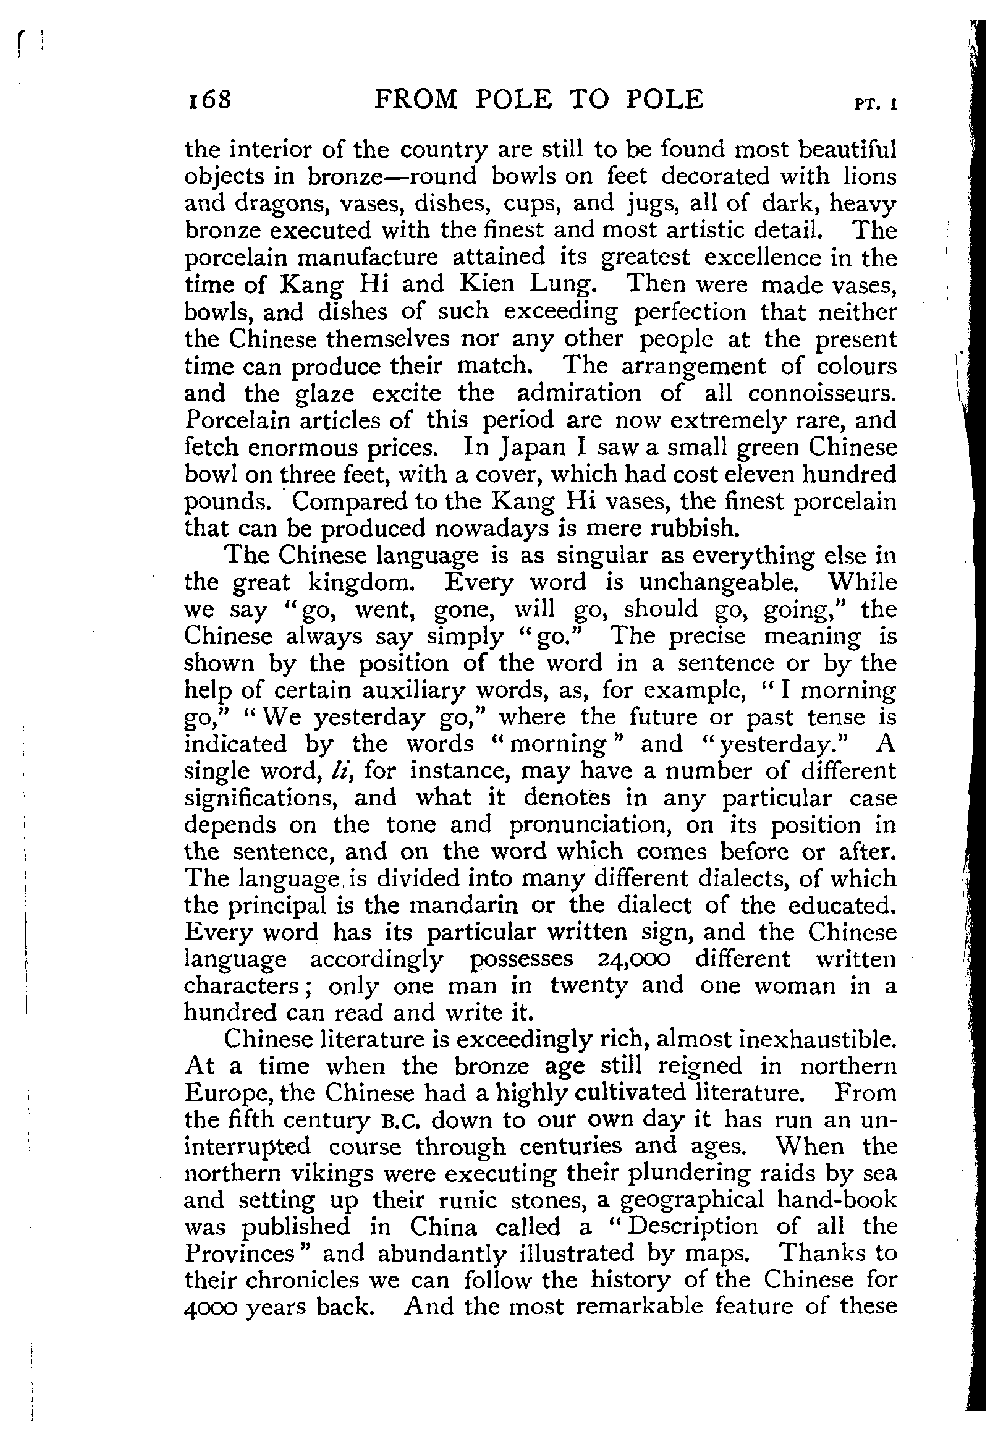 168 FROM POLE TO POLE PT. I
the interior of the country are still to be found most beautiful
objects in bronze—round bowls on feet decorated with lions
and dragons, vases, dishes, cups, and jugs, all of dark, heavy
bronze executed with the finest and most artistic detail. The
porcelain manufacture attained its greatest excellence in the
time of Kang Hi and Kien Lung. Then were made vases,
bowls, and dishes of such exceeding perfection that neither
the Chinese themselves nor any other people at the present
time can produce their match. The arrangement of colours
and the glaze excite the admiration of all connoisseurs.
Porcelain articles of this period are now extremely rare, and
fetch enormous prices. In Japan I saw a small green Chinese
bowl on three feet, with a cover, which had cost eleven hundred
pounds. Compared to the Kang Hi vases, the finest porcelain
that can be produced nowadays is mere rubbish.
The Chinese language is as singular as everything else in
the great kingdom. Every word is unchangeable. While
we say "go, went, gone, will go, should go, going," the
Chinese always say simply "go." The precise meaning is
shown by the position of the word in a sentence or by the
help of certain auxiliary words, as, for example, "I morning
go," "We yesterday go," where the future or past tense is
indicated by the words "morning" and "yesterday." A
single word, li, for instance, may have a number of different
significations, and what it denotes in any particular case
depends on the tone and pronunciation, on its position in
the sentence, and on the word which comes before or after.
The language is divided into many different dialects, of which
the principal is the mandarin or the dialect of the educated.
Every word has its particular written sign, and the Chinese
language accordingly possesses 24,000 different written
characters; only one man in twenty and one woman in a
hundred can read and write it.
Chinese literature is exceedingly rich, almost inexhaustible.
At a time when the bronze age still reigned in northern
Europe, the Chinese had a highly cultivated literature. From
the fifth century B.C. down to our own day it has run an un-
interrupted course through centuries and ages. When the
northern vikings were executing their plundering raids by sea
and setting up their runic stones, a geographical hand-book
was published in China called a "Description of all the
Provinces" and abundantly illustrated by maps. Thanks to
their chronicles we can follow the history of the Chinese for
4000 years back. And the most remarkable feature of these